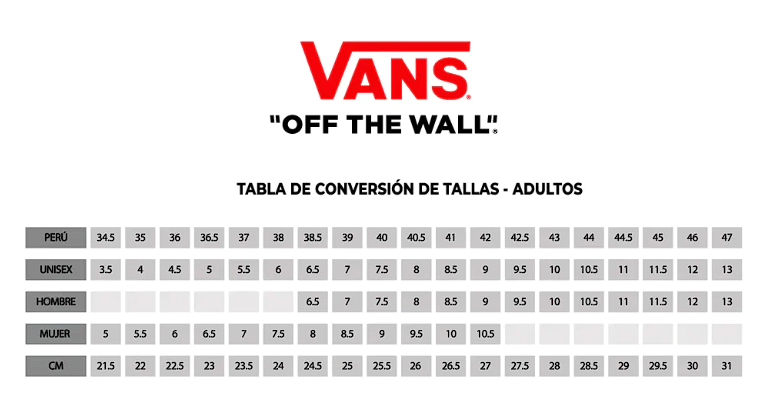 VANS®
"OFF THE WALL"®
TABLA DE CONVERSIÓN DE TALLAS - ADULTOS
PERÚ 34.5 35 36 36.5 37 38 38.5 39 40 40.5 41 42 42.5 43 44 44.5 45 46 47
UNISEX 3.5 4 4.5 5 5.5 6 6.5 7 7.5 8 8.5 9 9.5 10 10.5 11 11.5 12 13
HOMBRE 6.5 7 7.5 8 8.5 9 9.5 10 10.5 11 11.5 12 13
MUJER 5 5.5 6 6.5 7 7.5 8 8.5 9 9.5 10 10.5
CM 21.5 22 22.5 23 23.5 24 24.5 25 25.5 26 26.5 27 27.5 28 28.5 29 29.5 30 31